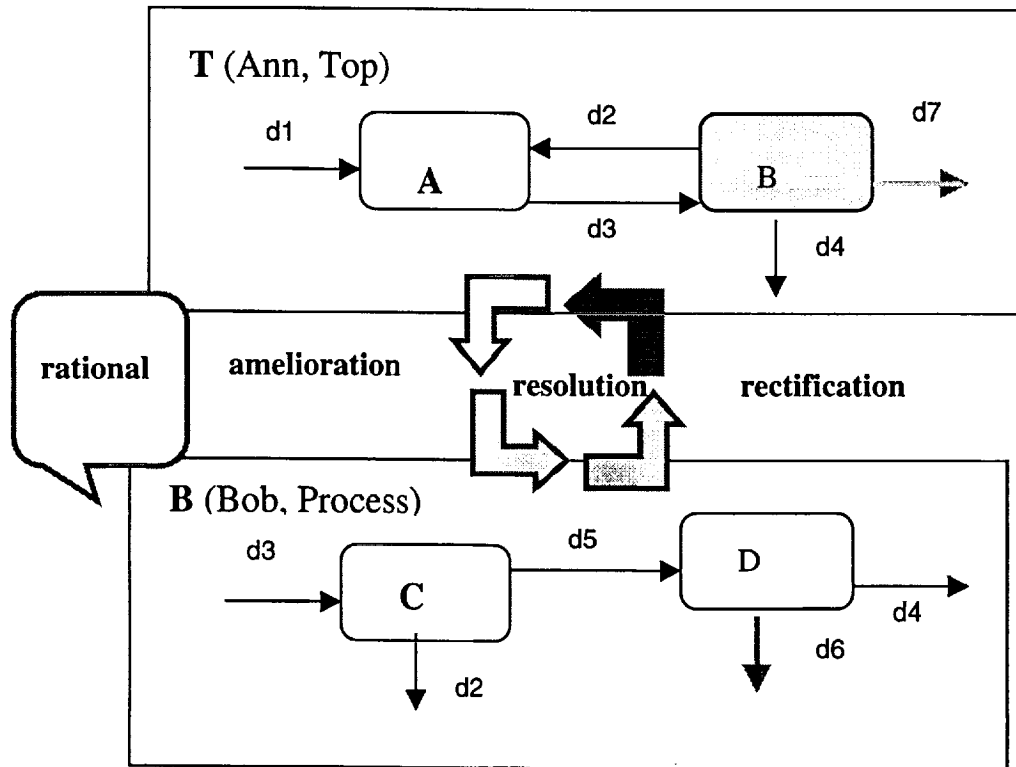 T (Ann, Top)
d1
d2
d7
A
B
d3
d4
rational
amelioration
resolution
rectification
B (Bob, Process)
d3
d5
D
C
d4
d6
d2